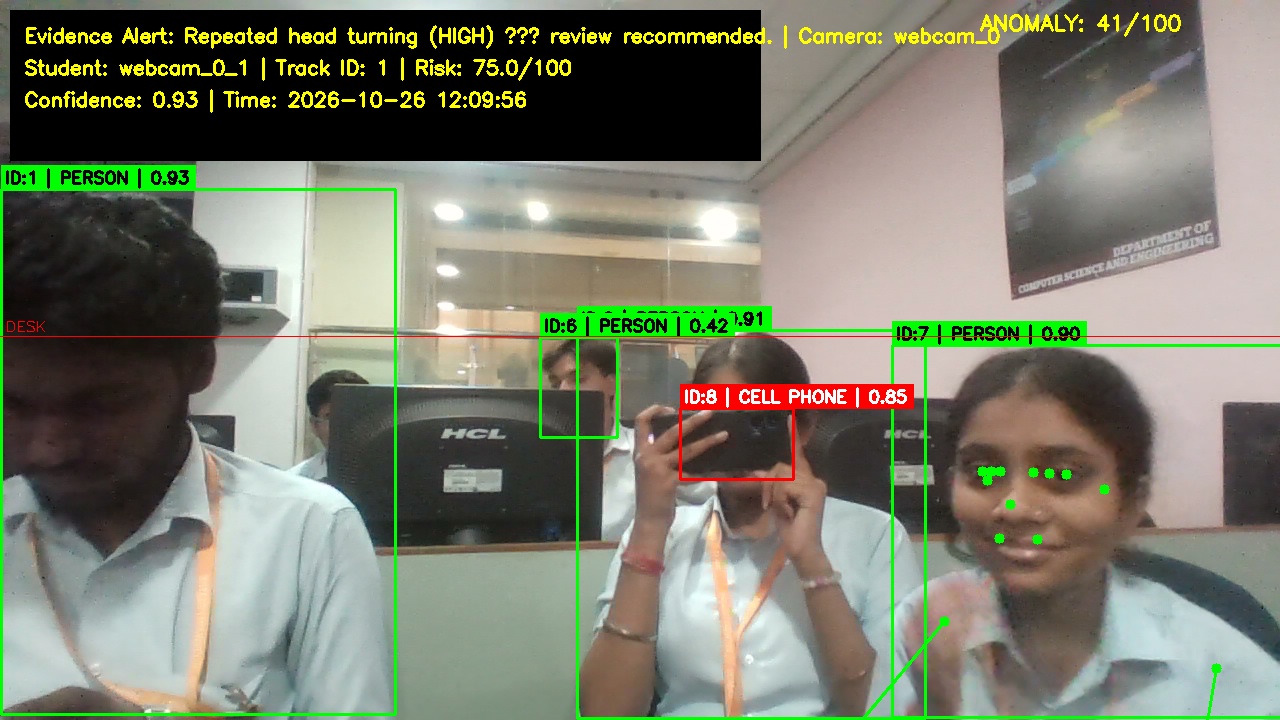 Evidence Alert: Repeated head turning (HIGH) ??? review recommended. | Camera: webcam_0
ANOMALY: 41/100
Student: webcam_0_1 | Track ID: 1 | Risk: 75.0/100
Confidence: 0.93 | Time: 2026-10-26 12:09:56
ID:1 | PERSON | 0.93
DEPARTMENT OF
COMPUTER SCIENCE AND ENGINEERING
DESK
ID:6 | PERSON | 0.42
0.91
ID:7 | PERSON | 0.90
ID:8 | CELL PHONE | 0.85
HCL
HCL